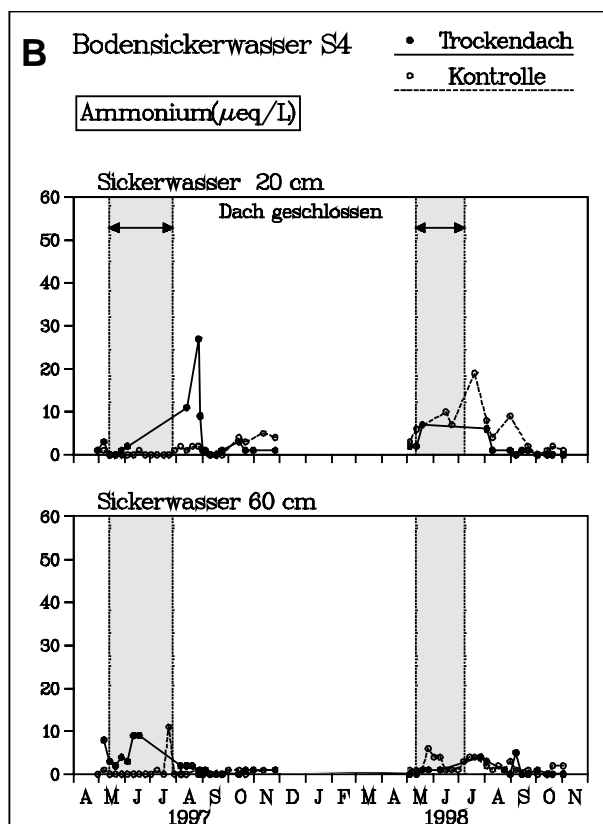 B Bodensickerwasser S4
Trockendach
Kontrolle
Ammonium(μeq/L)
Sickerwasser 20 cm
Dach geschlossen
60
50
40
30
20
10
0
Sickerwasser 60 cm
60
50
40
30
20
10
0
A M J J A S O N D J F M A M J J A S O N
1997 1998